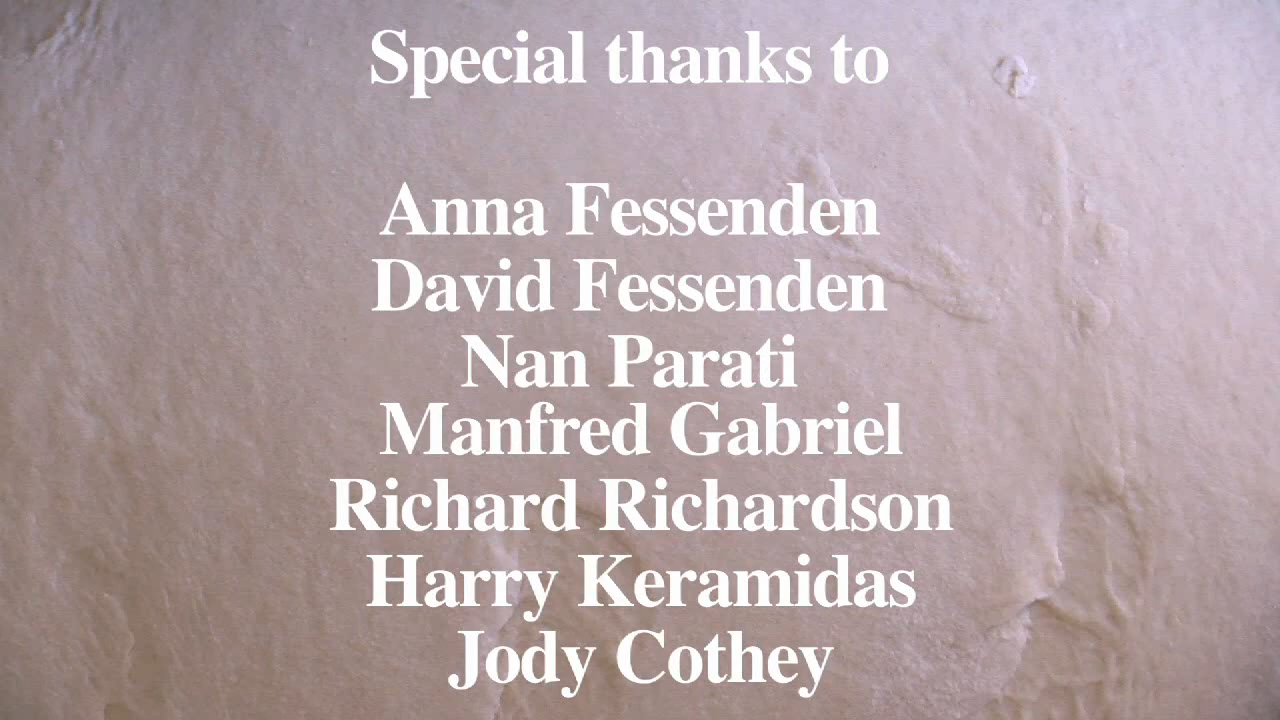 Special thanks to
Anna Fessenden
David Fessenden
Nan Parati
Manfred Gabriel
Richard Richardson
Harry Keramidas
Jody Cothey